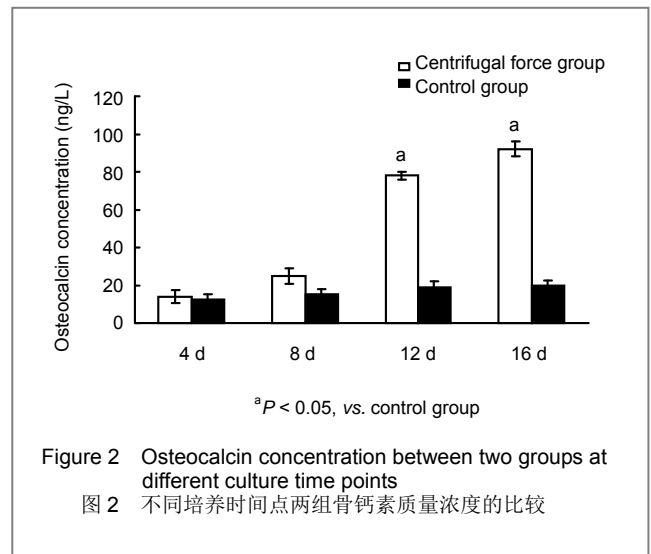 Centrifugal force group
Control group
Osteocalcin concentration (ng/L)
120
100
80
60
40
20
0
a
a
4 d
8 d
12 d
16 d
ᵃP < 0.05, vs. control group
Figure 2 Osteocalcin concentration between two groups at
different culture time points
图 2 不同培养时间点两组骨钙素质量浓度的比较